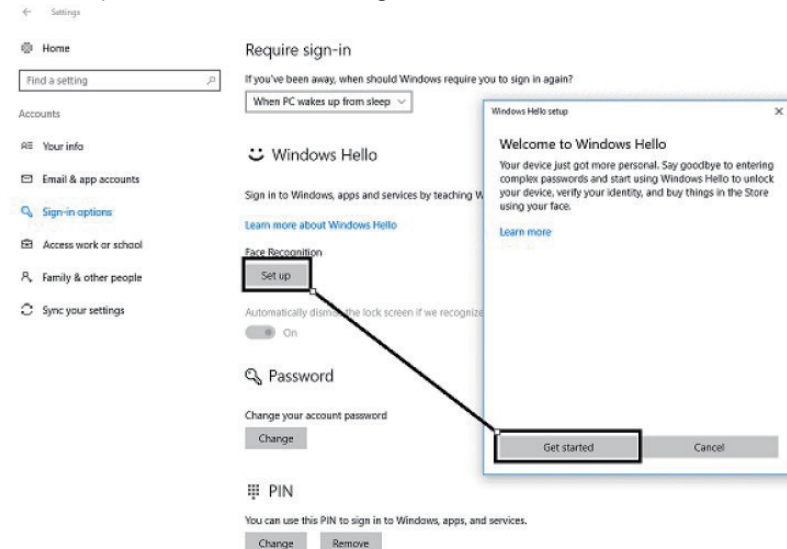 Settings
Home
Find a setting
Accounts
Your info
Email & app accounts
Sign-in options
Access work or school
Family & other people
Sync your settings
Require sign-in
If you've been away, when should Windows require you to sign in again?
When PC wakes up from sleep
Windows Hello
Sign in to Windows, apps and services by teaching W
Learn more about Windows Hello
Face Recognition
Set up
Automatically dismiss the lock screen if we recognize
On
Password
Change your account password
Change
PIN
You can use this PIN to sign in to Windows, apps, and services.
Change Remove
Windows Hello setup
Welcome to Windows Hello
Your device just got more personal. Say goodbye to entering
complex passwords and start using Windows Hello to unlock
your device, verify your identity, and buy things in the Store
using your face.
Learn more
Get started Cancel